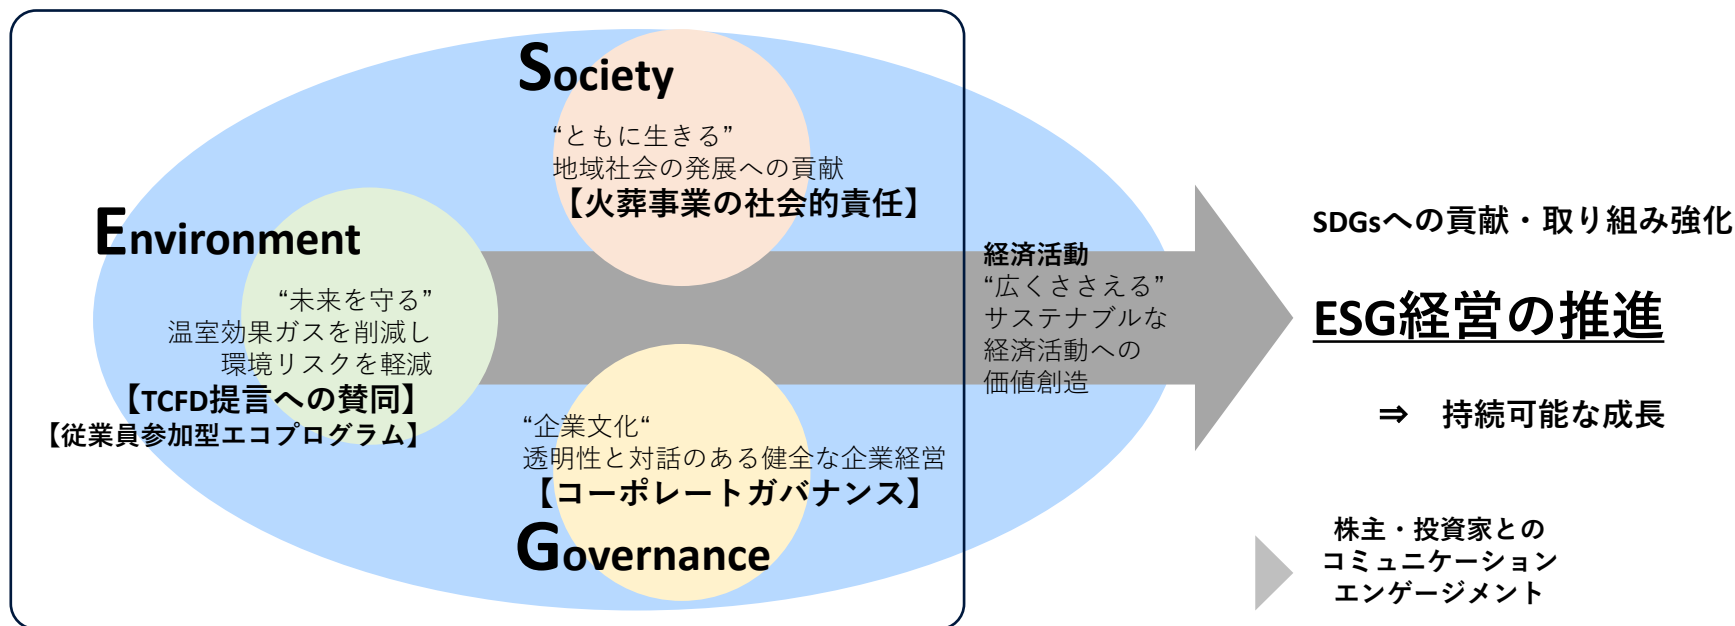 Society
“ともに生きる”
地域社会の発展への貢献
【火葬事業の社会的責任】
Environment
“未来を守る”
温室効果ガスを削減し
環境リスクを軽減
【TCFD提言への賛同】
【従業員参加型エコプログラム】
“企業文化“
透明性と対話のある健全な企業経営
【コーポレートガバナンス】
Governance
経済活動
“広くささえる”
サステナブルな
経済活動への
価値創造
SDGsへの貢献・取り組み強化
ESG経営の推進
⇒　持続可能な成長
株主・投資家との
コミュニケーション
エンゲージメント